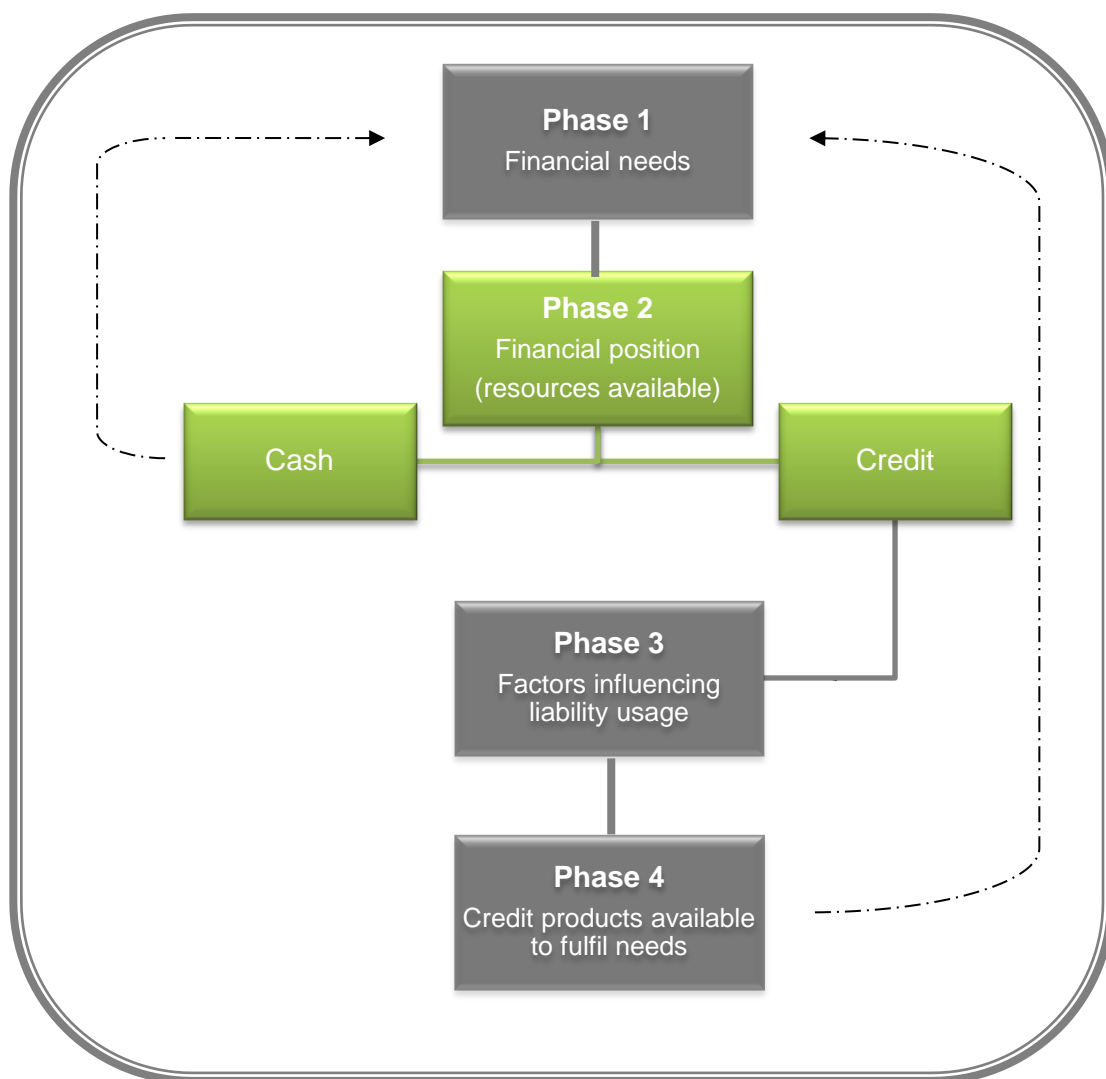 Phase 1
Financial needs
Phase 2
Financial position
(resources available)
Cash
Credit
Phase 3
Factors influencing
liability usage
Phase 4
Credit products available
to fulfil needs